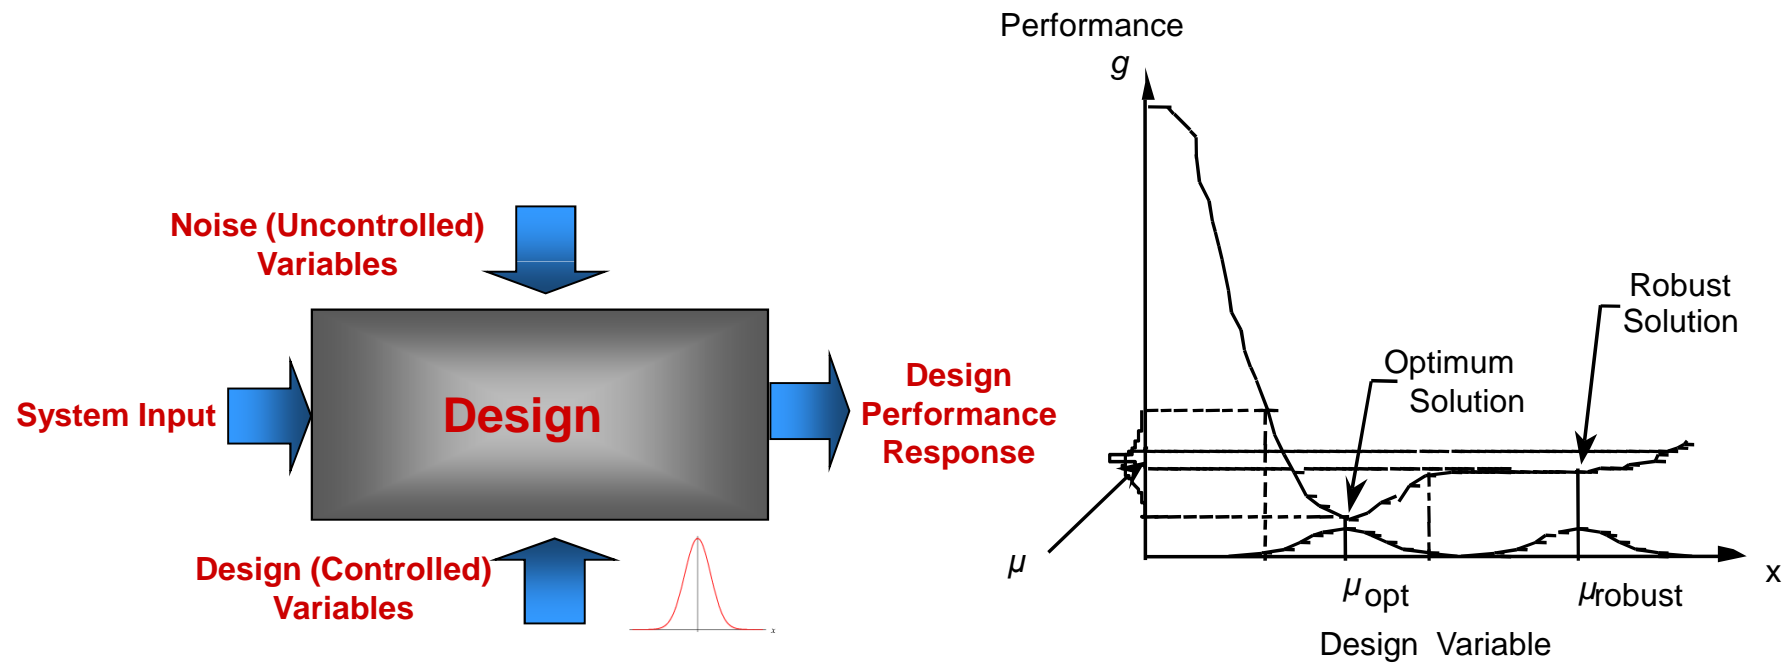 Noise (Uncontrolled)
Variables
System Input
Design
Design
Performance
Response
Design (Controlled)
Variables
x
Performance
g
Robust
Solution
Optimum
Solution
μ
μopt
μrobust
x
Design Variable